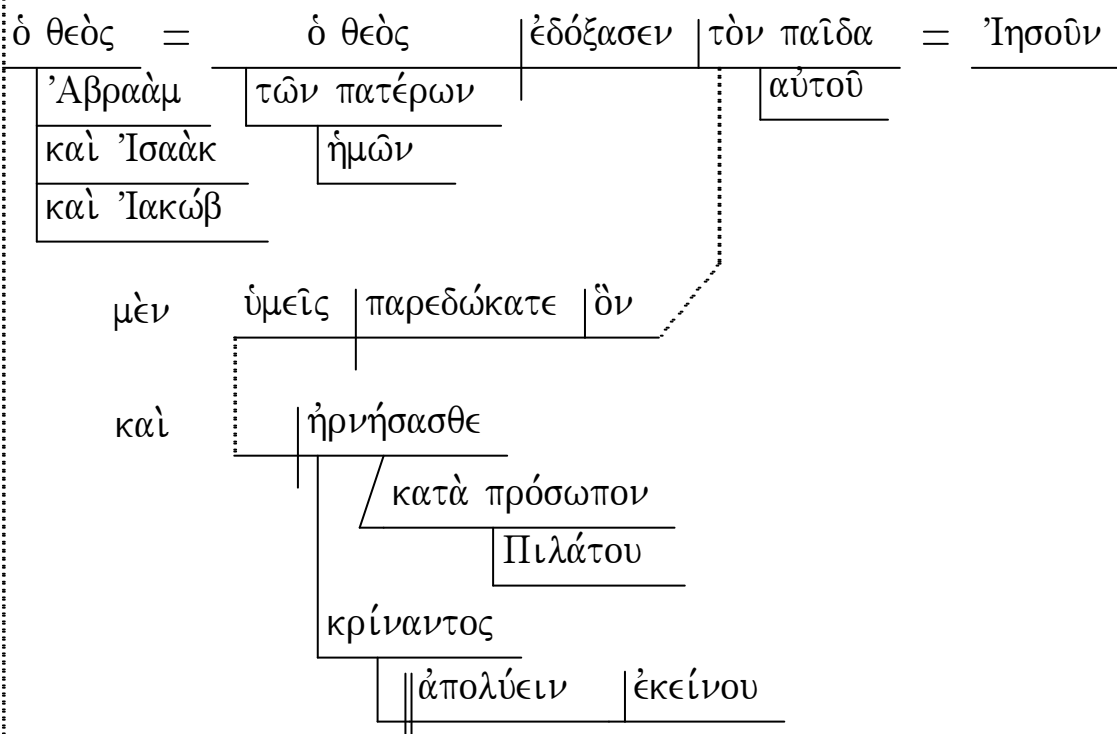 ὁ θεὸς = ὁ θεὸς ἐδόξασεν τὸν παῖδα = Ἰησοῦν
Ἀβραὰμ τῶν πατέρων αὐτοῦ
καὶ Ἰσαὰκ ἡμῶν
καὶ Ἰακώβ
μὲν ὑμεῖς παρεδώκατε ὃν
καὶ ἠρνήσασθε
κατὰ πρόσωπον
Πιλάτου
κρίναντος
ἀπολύειν ἐκείνου